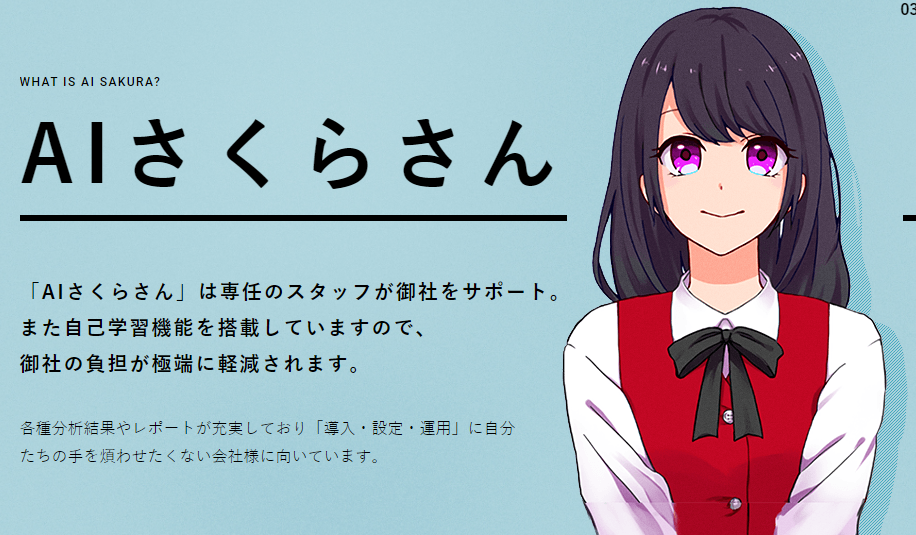 03
WHAT IS AI SAKURA?
AIさくらさん
「AIさくらさん」は専任のスタッフが御社をサポート。
また自己学習機能を搭載していますので、
御社の負担が極端に軽減されます。
各種分析結果やレポートが充実しており「導入・設定・運用」に自分
たちの手を煩わせたくない会社様に向いています。